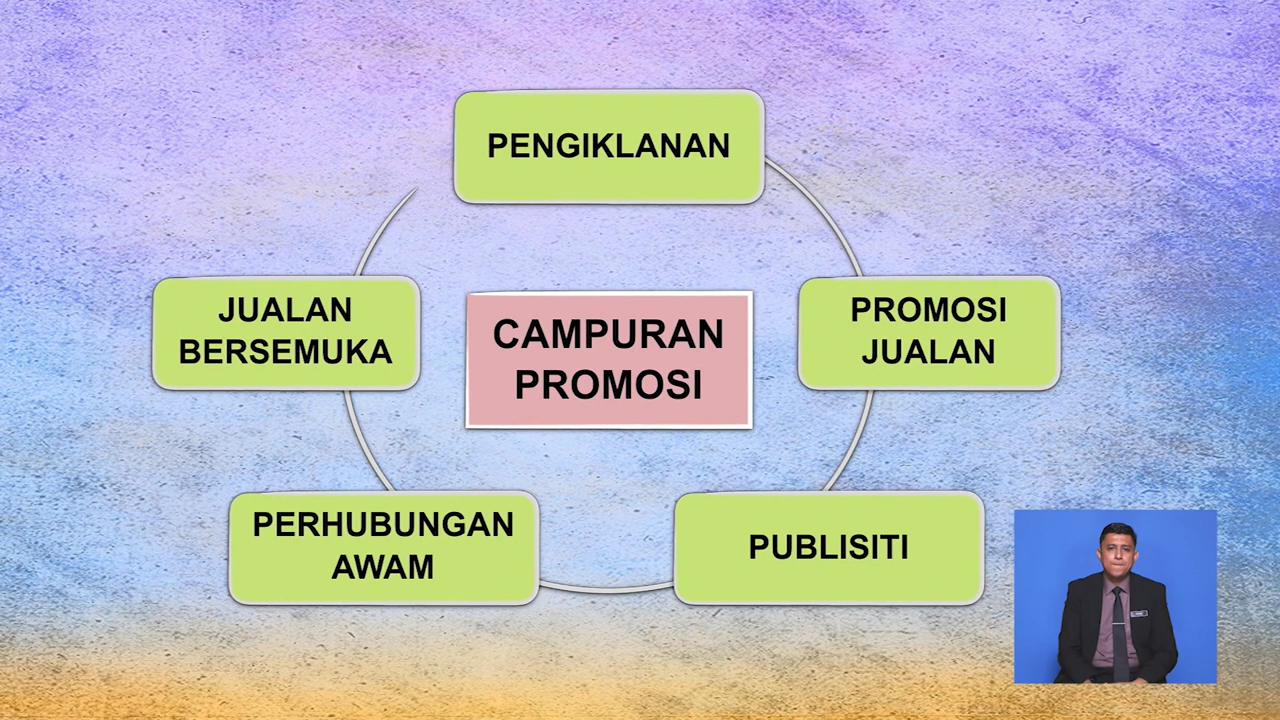 PENGIKLANAN
PROMOSI
JUALAN
PUBLISITI
PERHUBUNGAN
AWAM
JUALAN
BERSEMUKA
CAMPURAN
PROMOSI